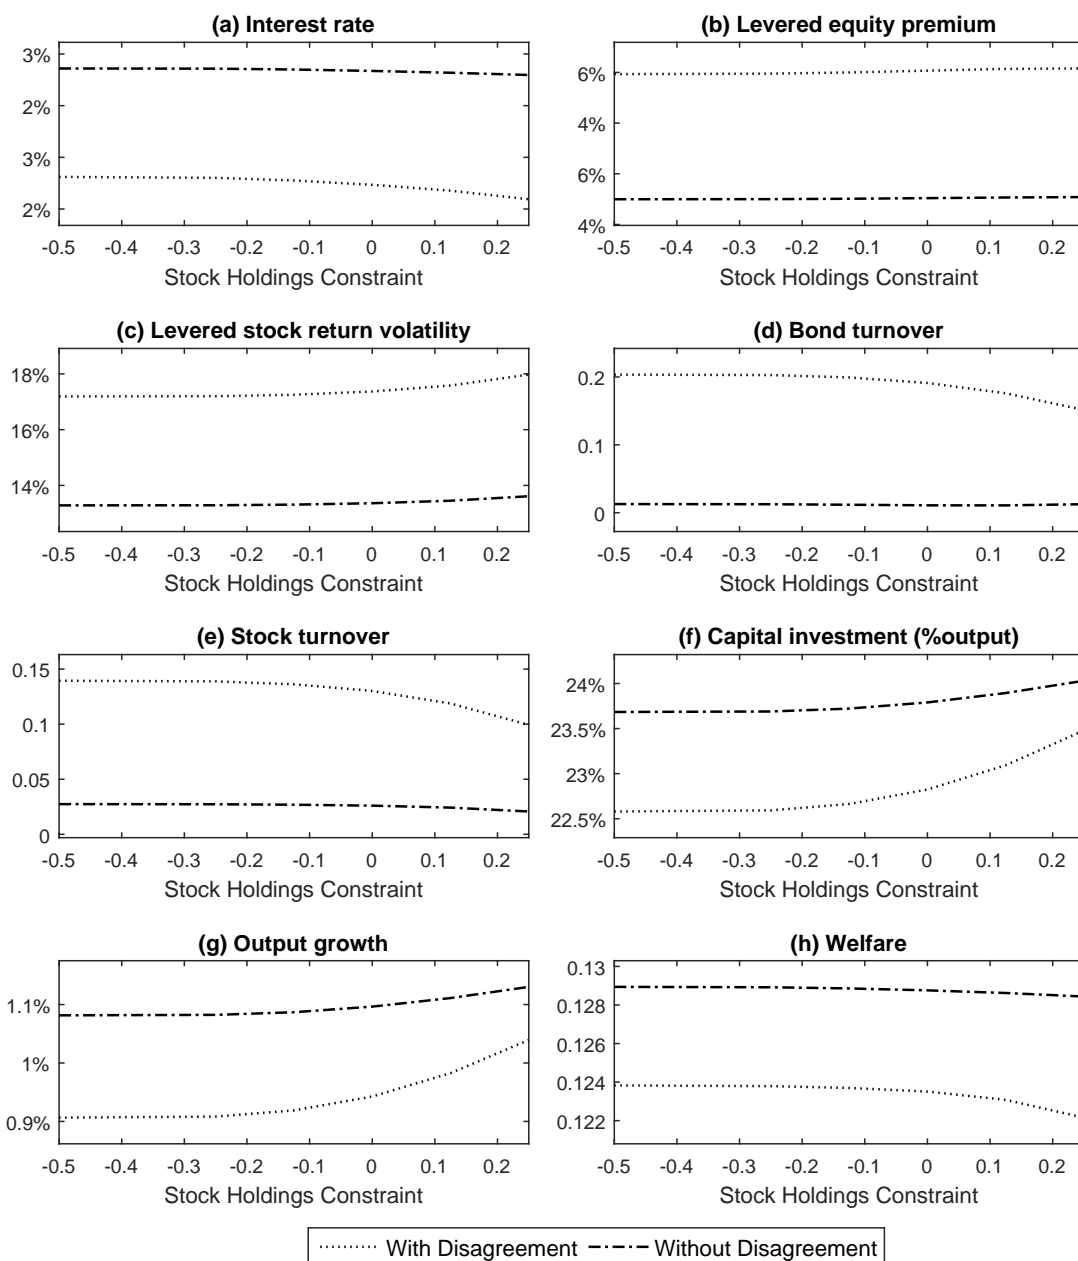 (a) Interest rate
3%
2%
3%
2%
-0.5 -0.4 -0.3 -0.2 -0.1 0 0.1 0.2
Stock Holdings Constraint
(b) Levered equity premium
6%
4%
6%
4%
-0.5 -0.4 -0.3 -0.2 -0.1 0 0.1 0.2
Stock Holdings Constraint
(c) Levered stock return volatility
18%
16%
14%
-0.5 -0.4 -0.3 -0.2 -0.1 0 0.1 0.2
Stock Holdings Constraint
(d) Bond turnover
0.2
0.1
0
-0.5 -0.4 -0.3 -0.2 -0.1 0 0.1 0.2
Stock Holdings Constraint
(e) Stock turnover
0.15
0.1
0.05
0
-0.5 -0.4 -0.3 -0.2 -0.1 0 0.1 0.2
Stock Holdings Constraint
(f) Capital investment (%output)
24%
23.5%
23%
22.5%
-0.5 -0.4 -0.3 -0.2 -0.1 0 0.1 0.2
Stock Holdings Constraint
(g) Output growth
1.1%
1%
0.9%
-0.5 -0.4 -0.3 -0.2 -0.1 0 0.1 0.2
Stock Holdings Constraint
(h) Welfare
0.13
0.128
0.126
0.124
0.122
-0.5 -0.4 -0.3 -0.2 -0.1 0 0.1 0.2
Stock Holdings Constraint
With Disagreement Without Disagreement